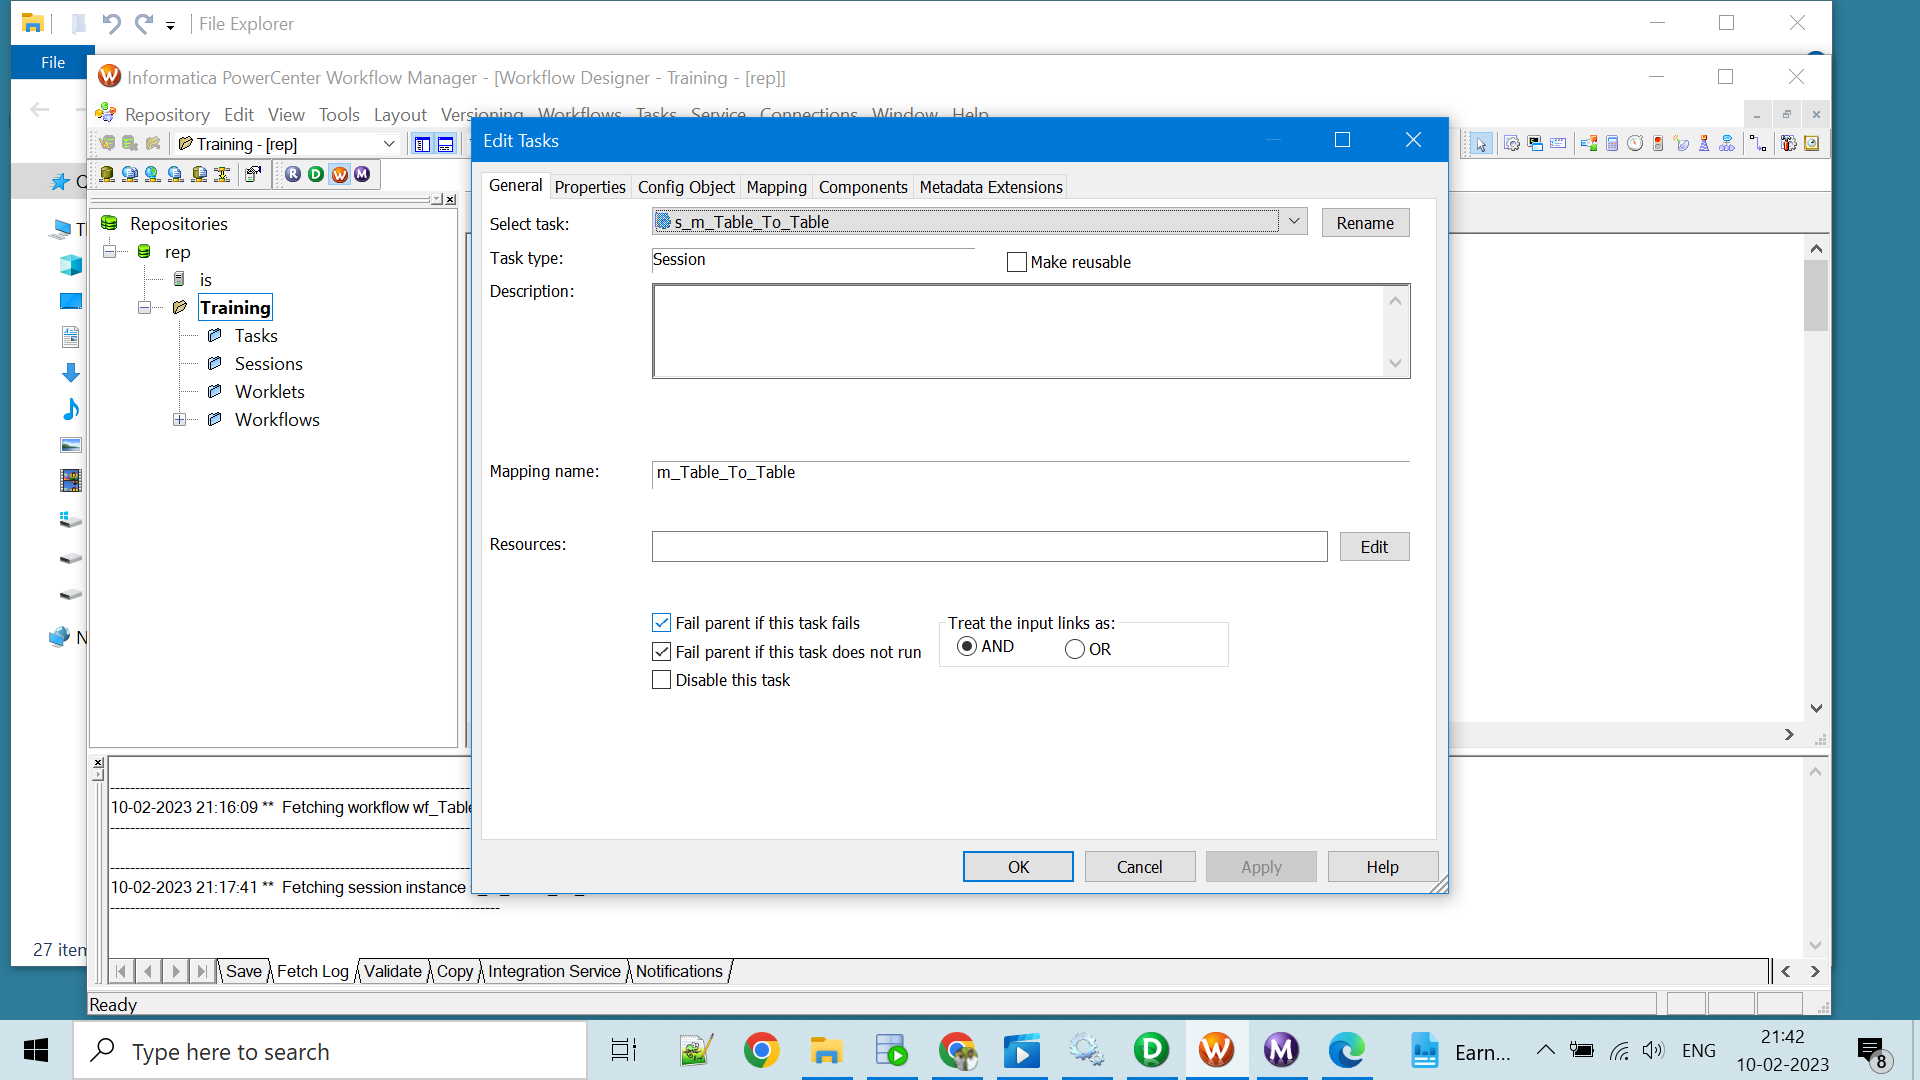 File Explorer
File
Informatica PowerCenter Workflow Manager - [Workflow Designer - Training - [rep]]
Repository Edit View Tools Layout Versioning Workflows Tasks Service Connections Window Help
Training - [rep]
R D W M
Edit Tasks
General Properties Config Object Mapping Components Metadata Extensions
Select task: s_m_Table_To_Table Rename
Task type: Session Make reusable
Description:
Mapping name: m_Table_To_Table
Resources: Edit
Fail parent if this task fails
Fail parent if this task does not run
Disable this task
Treat the input links as:
AND OR
OK Cancel Apply Help
Repositories
rep
is
Training
Tasks
Sessions
Worklets
Workflows
10-02-2023 21:16:09 ** Fetching workflow wf_Table
10-02-2023 21:17:41 ** Fetching session instance
27 item
Save Fetch Log Validate Copy Integration Service Notifications
Ready
Type here to search
D W M
Earn...
ENG
21:42
10-02-2023
8